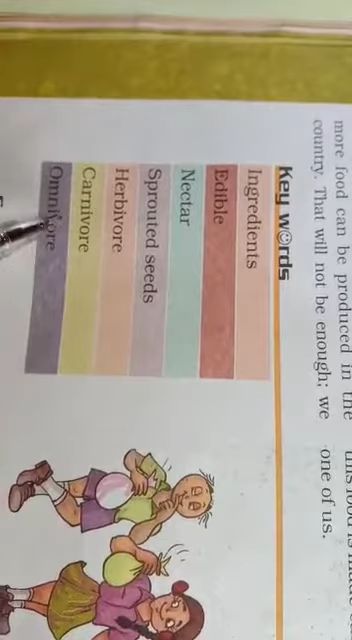 more food can be produced in the
country. That will not be enough; we
one of us.
Key words
Ingredients
Edible
Nectar
Sprouted seeds
Herbivore
Carnivore
Omnivore